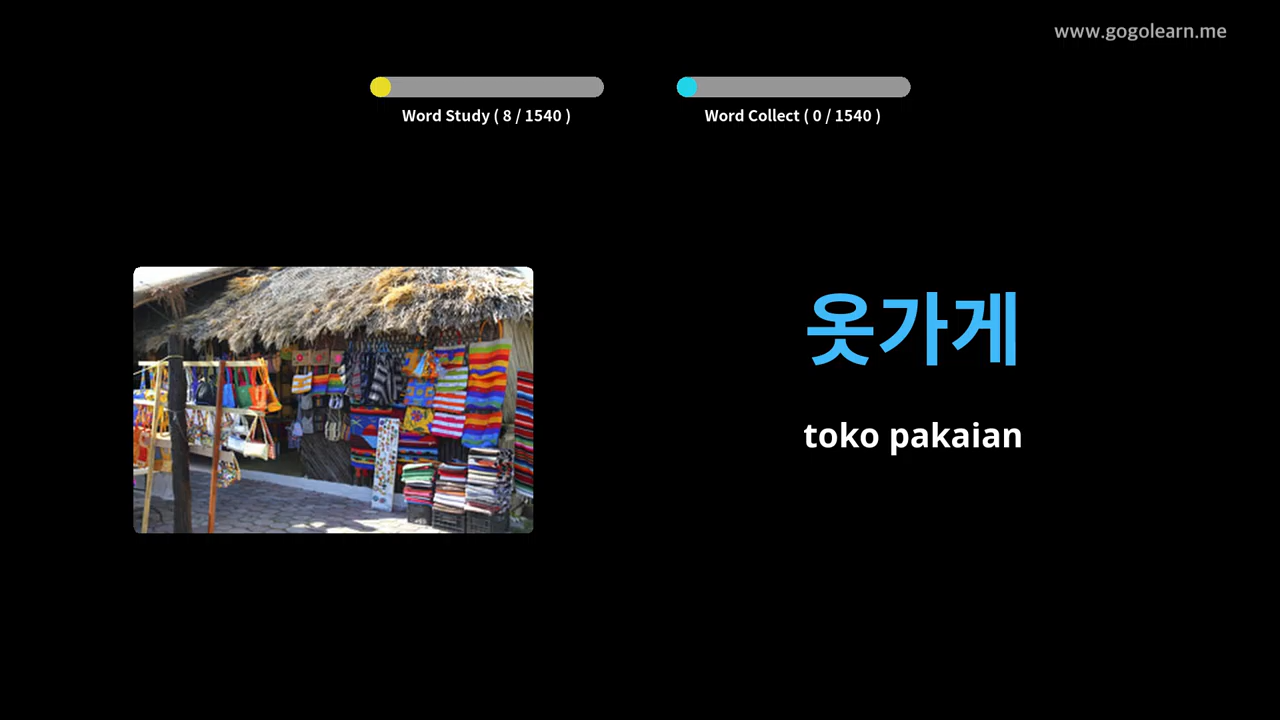 www.gogolearn.me
Word Study ( 8 / 1540 )
Word Collect ( 0 / 1540 )
옷가게
toko pakaian